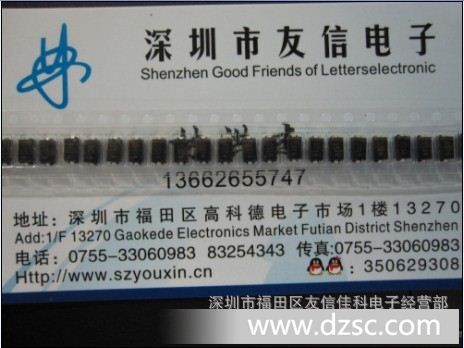 深圳市友信电子
Shenzhen Good Friends of Letterselectronic
13662655747
地址：深圳市福田区高科德电子市场1楼13270
Add:1/F 13270 Gaokede Electronics Market Futian District Shenzhen
电话：0755-33060983 83254343 传真:0755-33060983
Http://www.szyouxin.cn
：350629308
深圳市福田区友信佳科电子经营部
www.dzsc.com